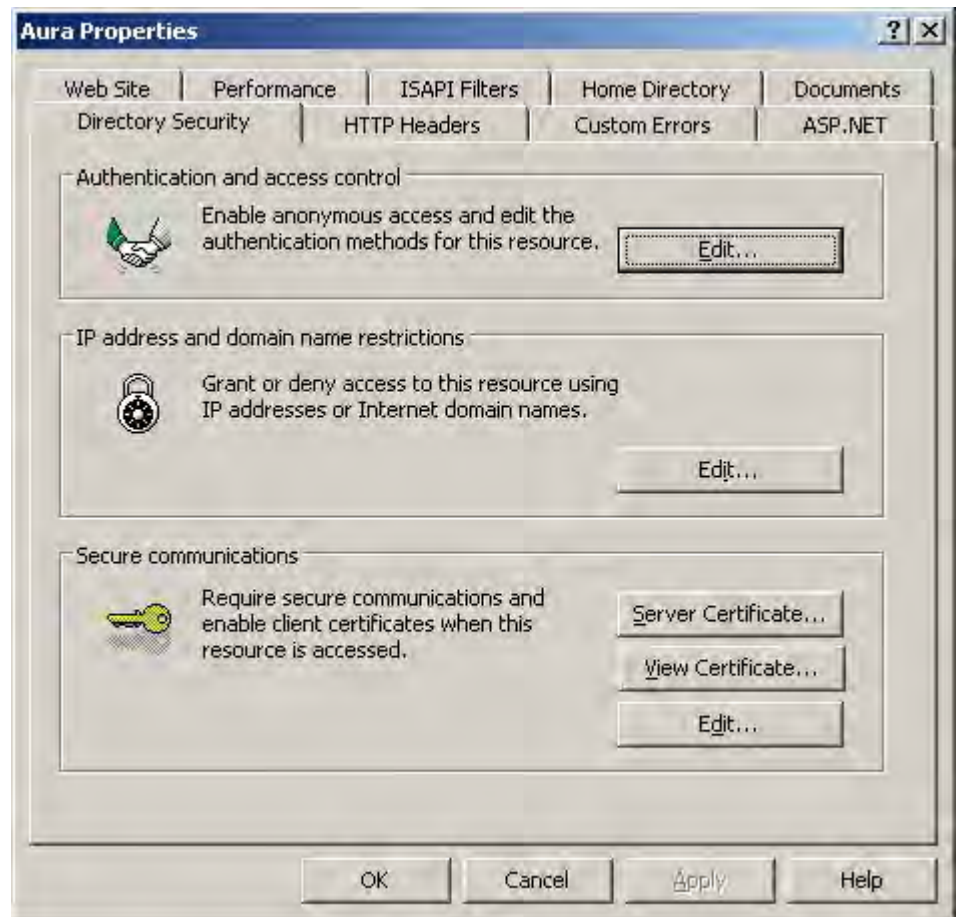 Aura Properties
Web Site
Performance
ISAPI Filters
Home Directory
Documents
Directory Security
HTTP Headers
Custom Errors
ASP.NET
Authentication and access control
Enable anonymous access and edit the
authentication methods for this resource.
Edit...
IP address and domain name restrictions
Grant or deny access to this resource using
IP addresses or Internet domain names.
Edit...
Secure communications
Require secure communications and
enable client certificates when this
resource is accessed.
Server Certificate...
View Certificate...
Edit...
OK
Cancel
Apply
Help